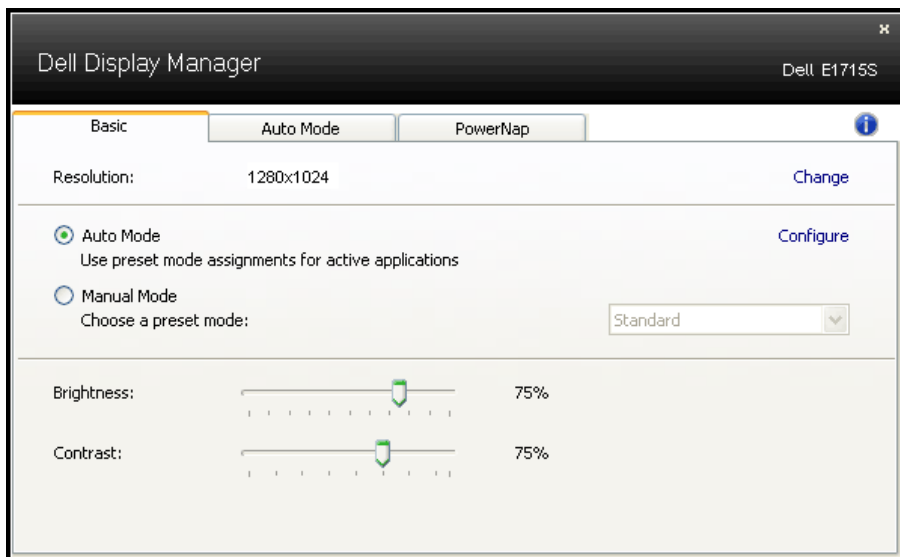 Dell Display Manager
Dell E1715S
Basic
Auto Mode
PowerNap
Resolution:
1280x1024
Change
Auto Mode
Configure
Use preset mode assignments for active applications
Manual Mode
Choose a preset mode:
Standard
Brightness:
75%
Contrast:
75%